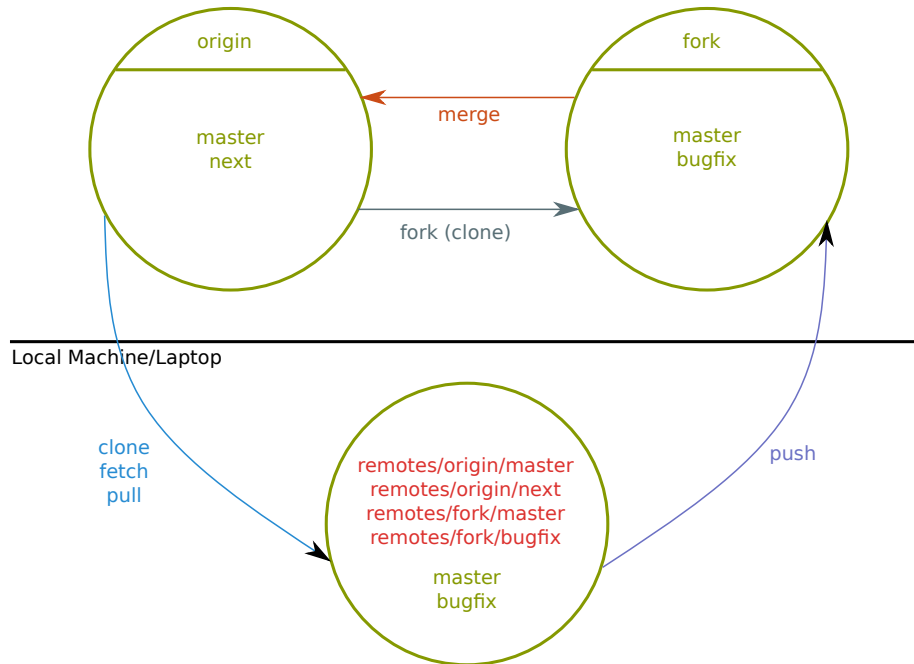 origin
fork
merge
master
next
master
bugfix
fork (clone)
Local Machine/Laptop
clone
fetch
pull
push
remotes/origin/master
remotes/origin/next
remotes/fork/master
remotes/fork/bugfix
master
bugfix